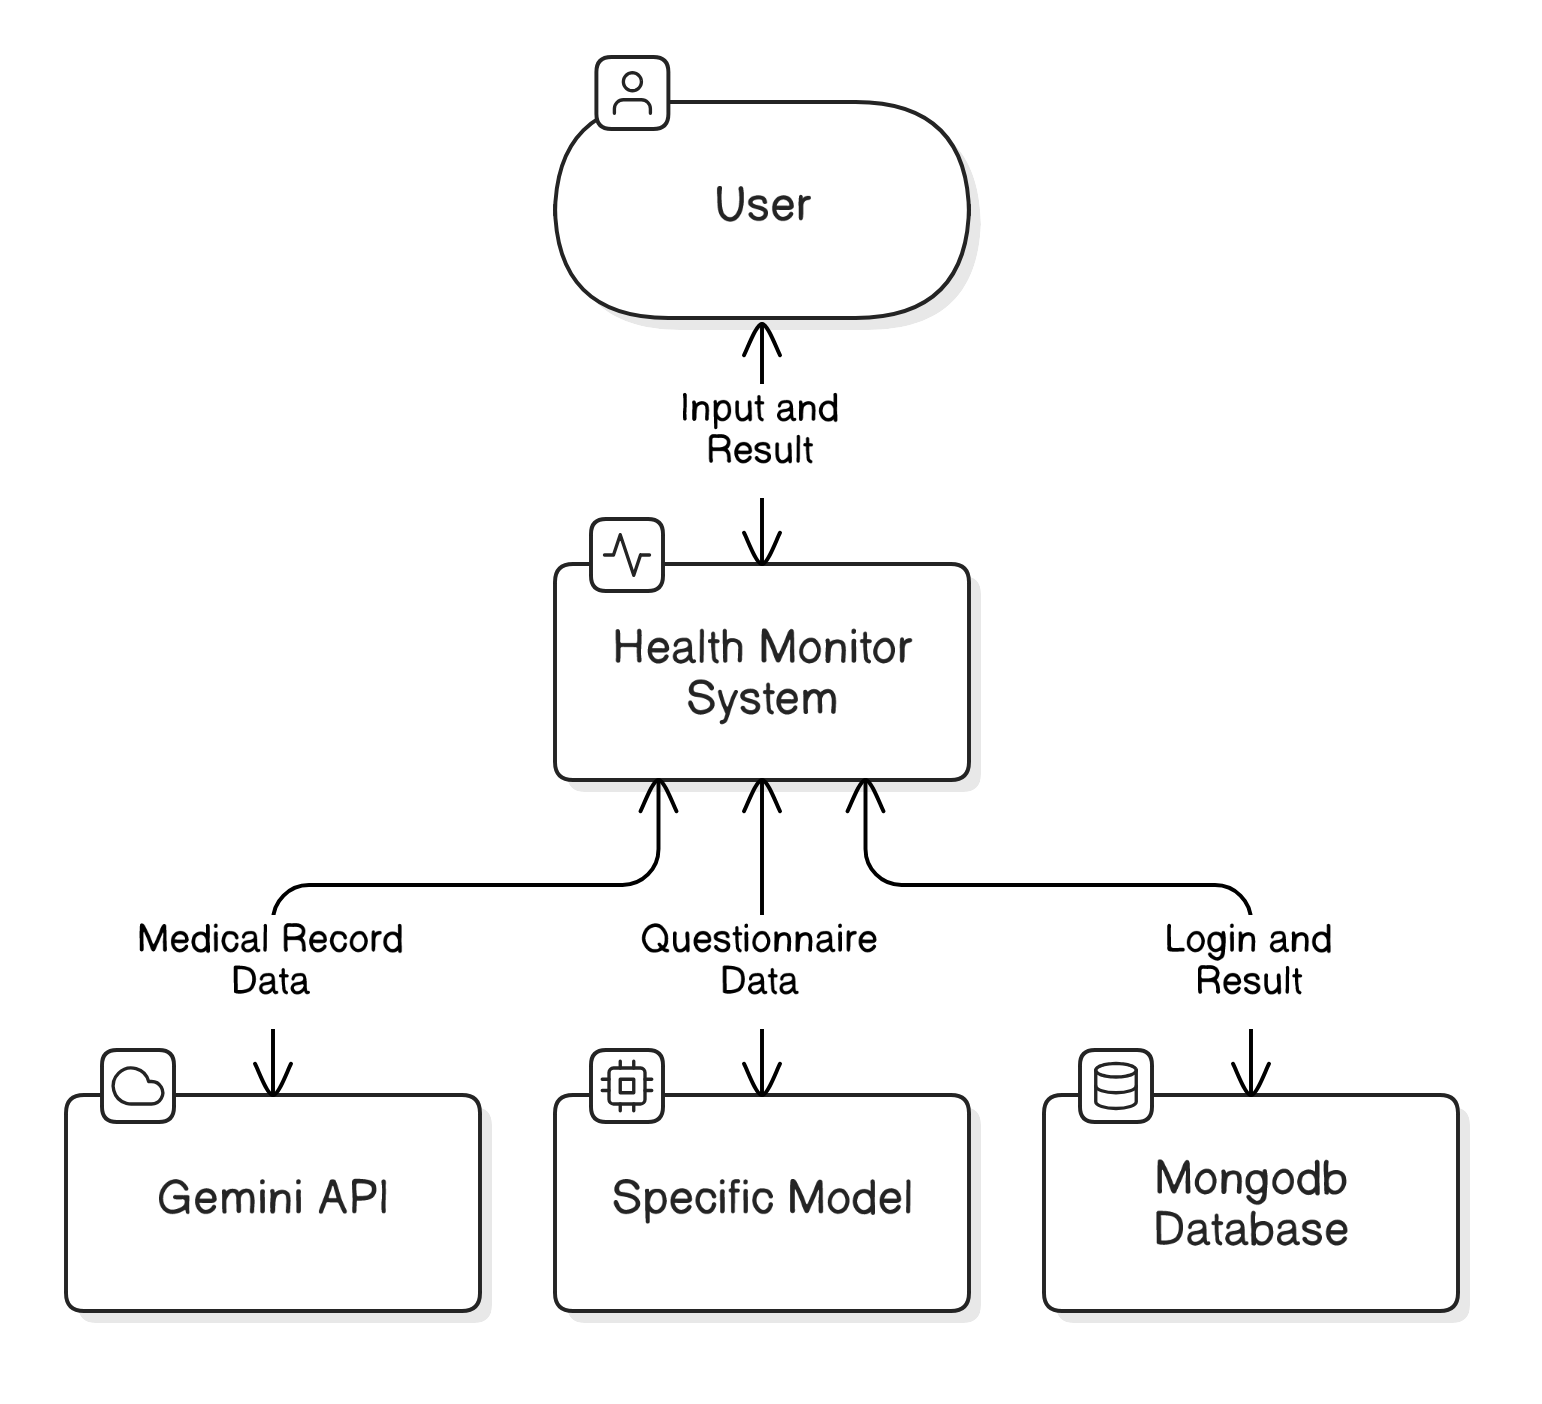 User
Input and
Result
Health Monitor
System
Medical Record
Data
Questionnaire
Data
Login and
Result
Gemini API
Specific Model
Mongodb
Database